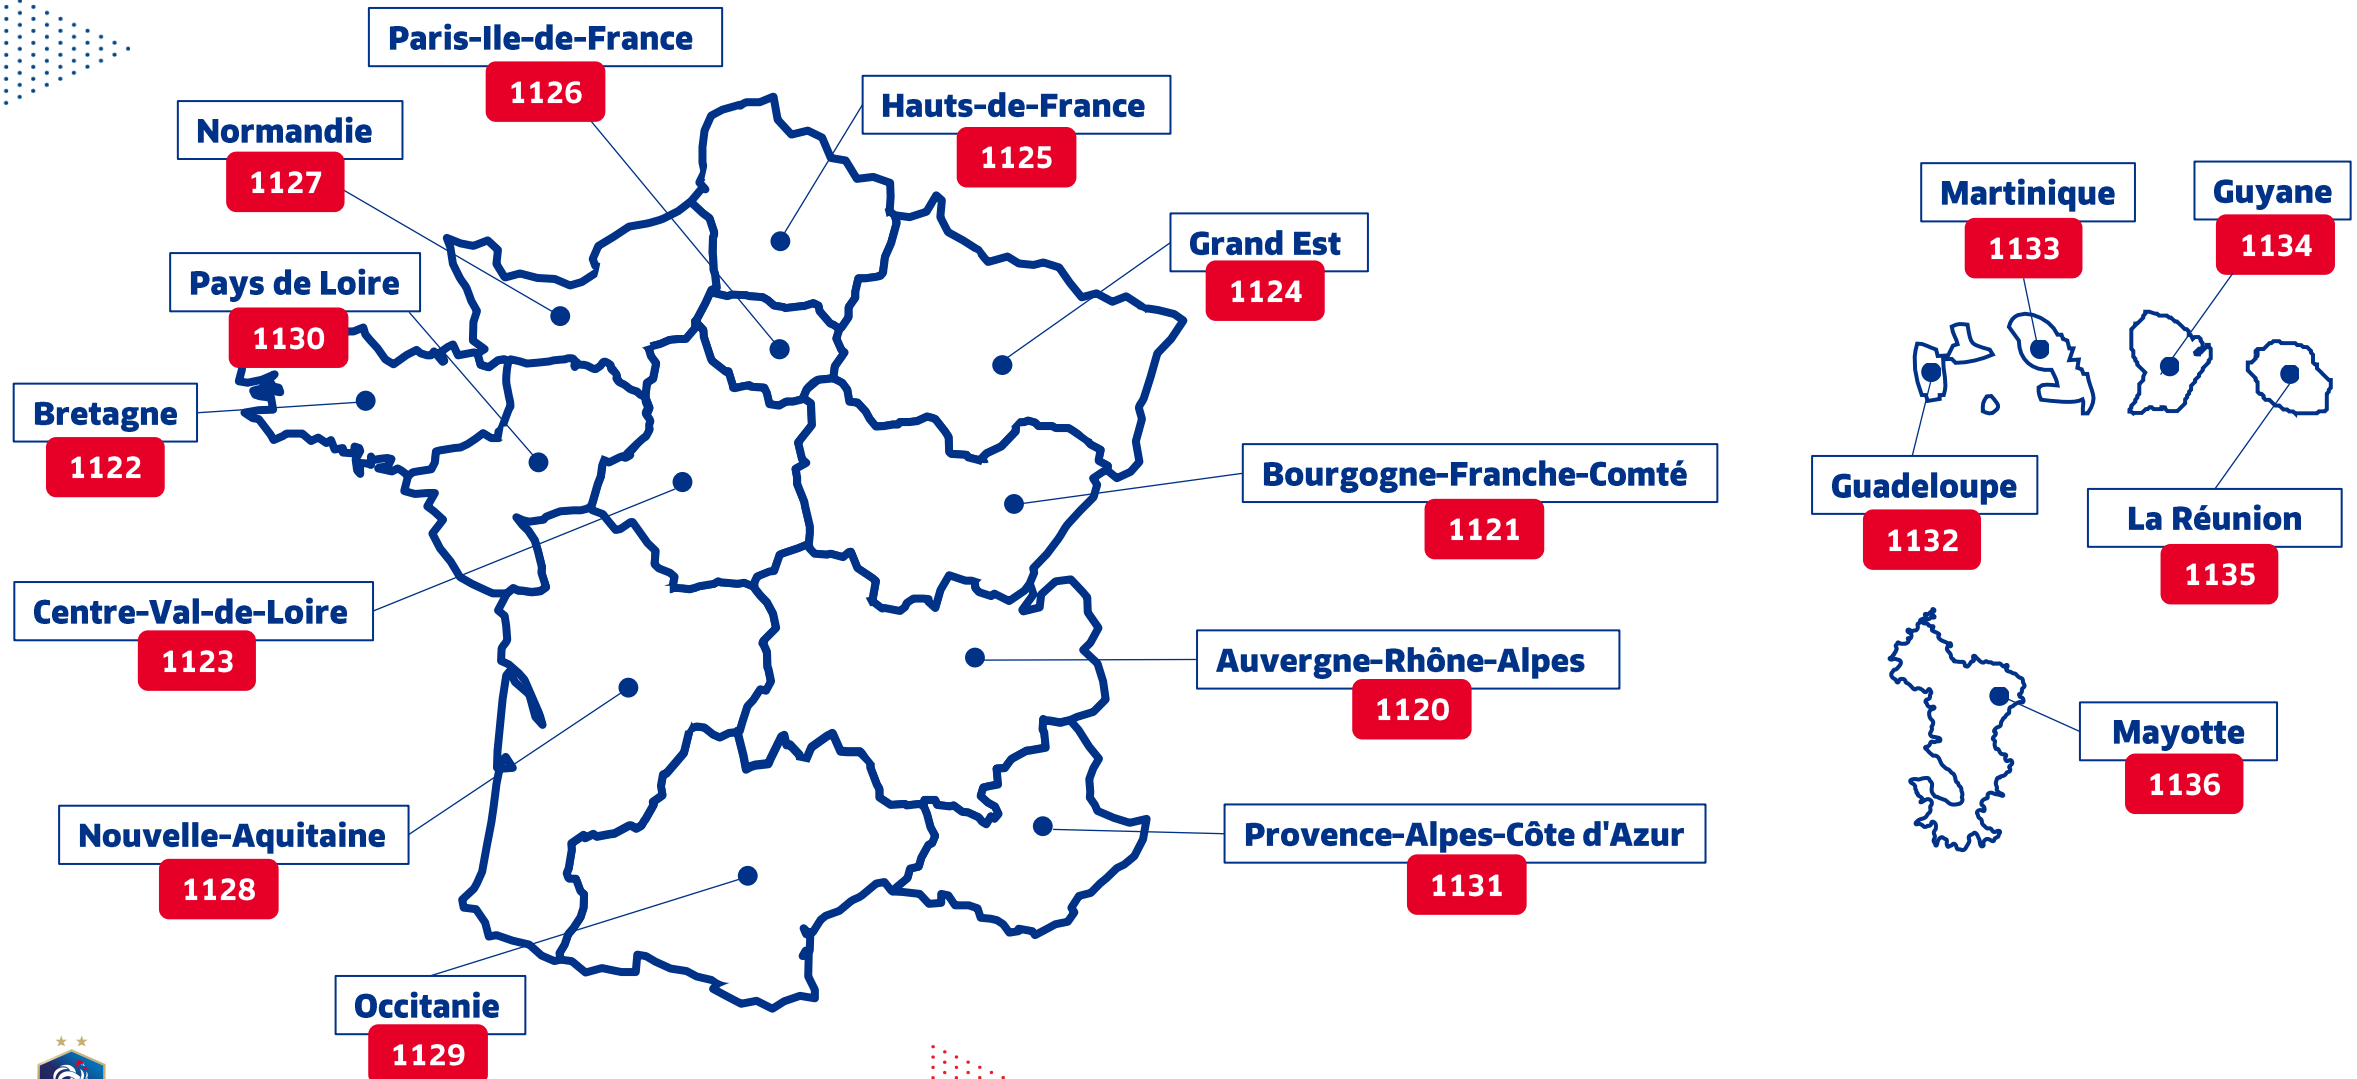 Paris-Ile-de-France
1126
Hauts-de-France
1125
Normandie
1127
Grand Est
1124
Pays de Loire
1130
Bretagne
1122
Bourgogne-Franche-Comté
1121
Centre-Val-de-Loire
1123
Auvergne-Rhône-Alpes
1120
Nouvelle-Aquitaine
1128
Provence-Alpes-Côte d'Azur
1131
Occitanie
1129
Martinique
1133
Guyane
1134
Guadeloupe
1132
La Réunion
1135
Mayotte
1136